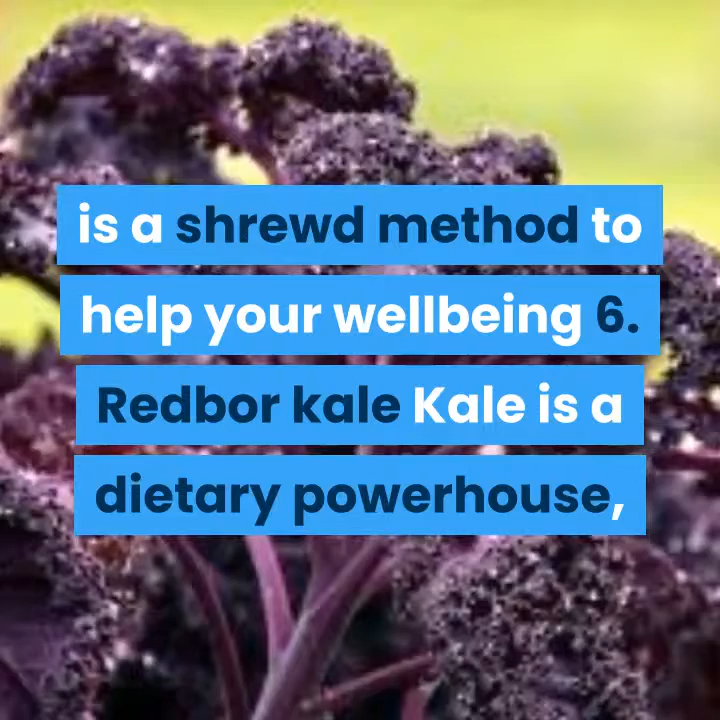 is a shrewd method to
help your wellbeing 6.
Redbor kale Kale is a
dietary powerhouse,